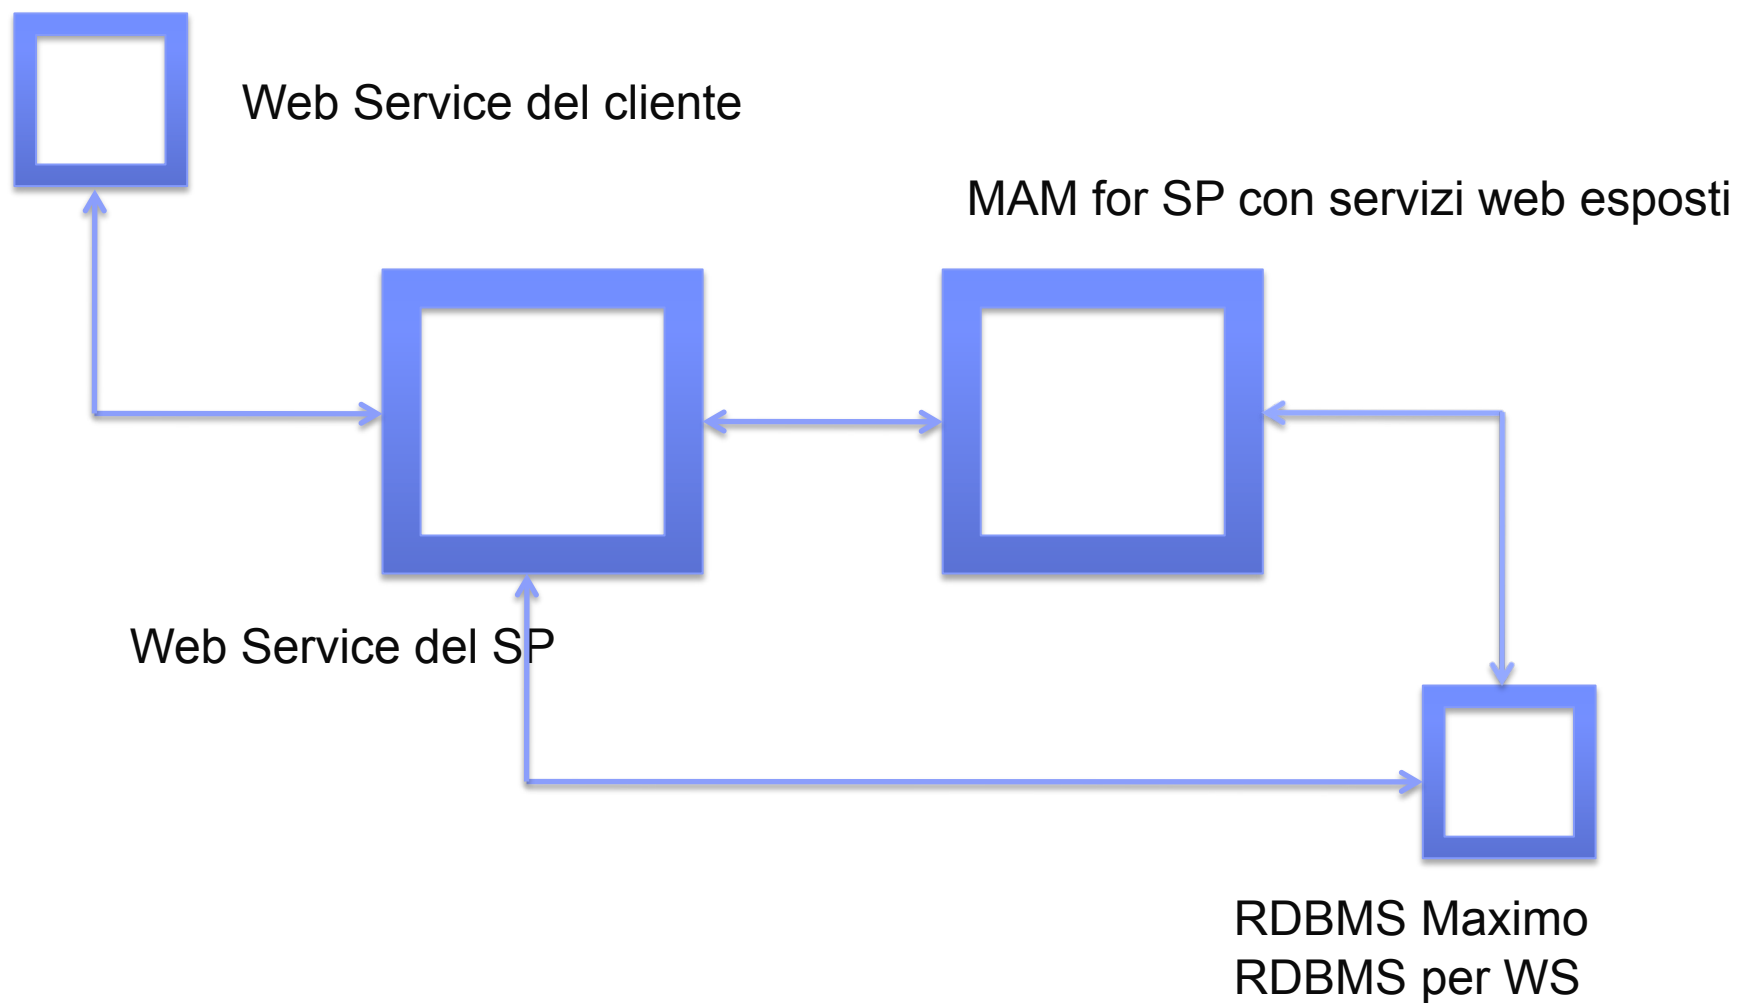 Web Service del cliente
MAM for SP con servizi web esposti
Web Service del SP
RDBMS Maximo
RDBMS per WS